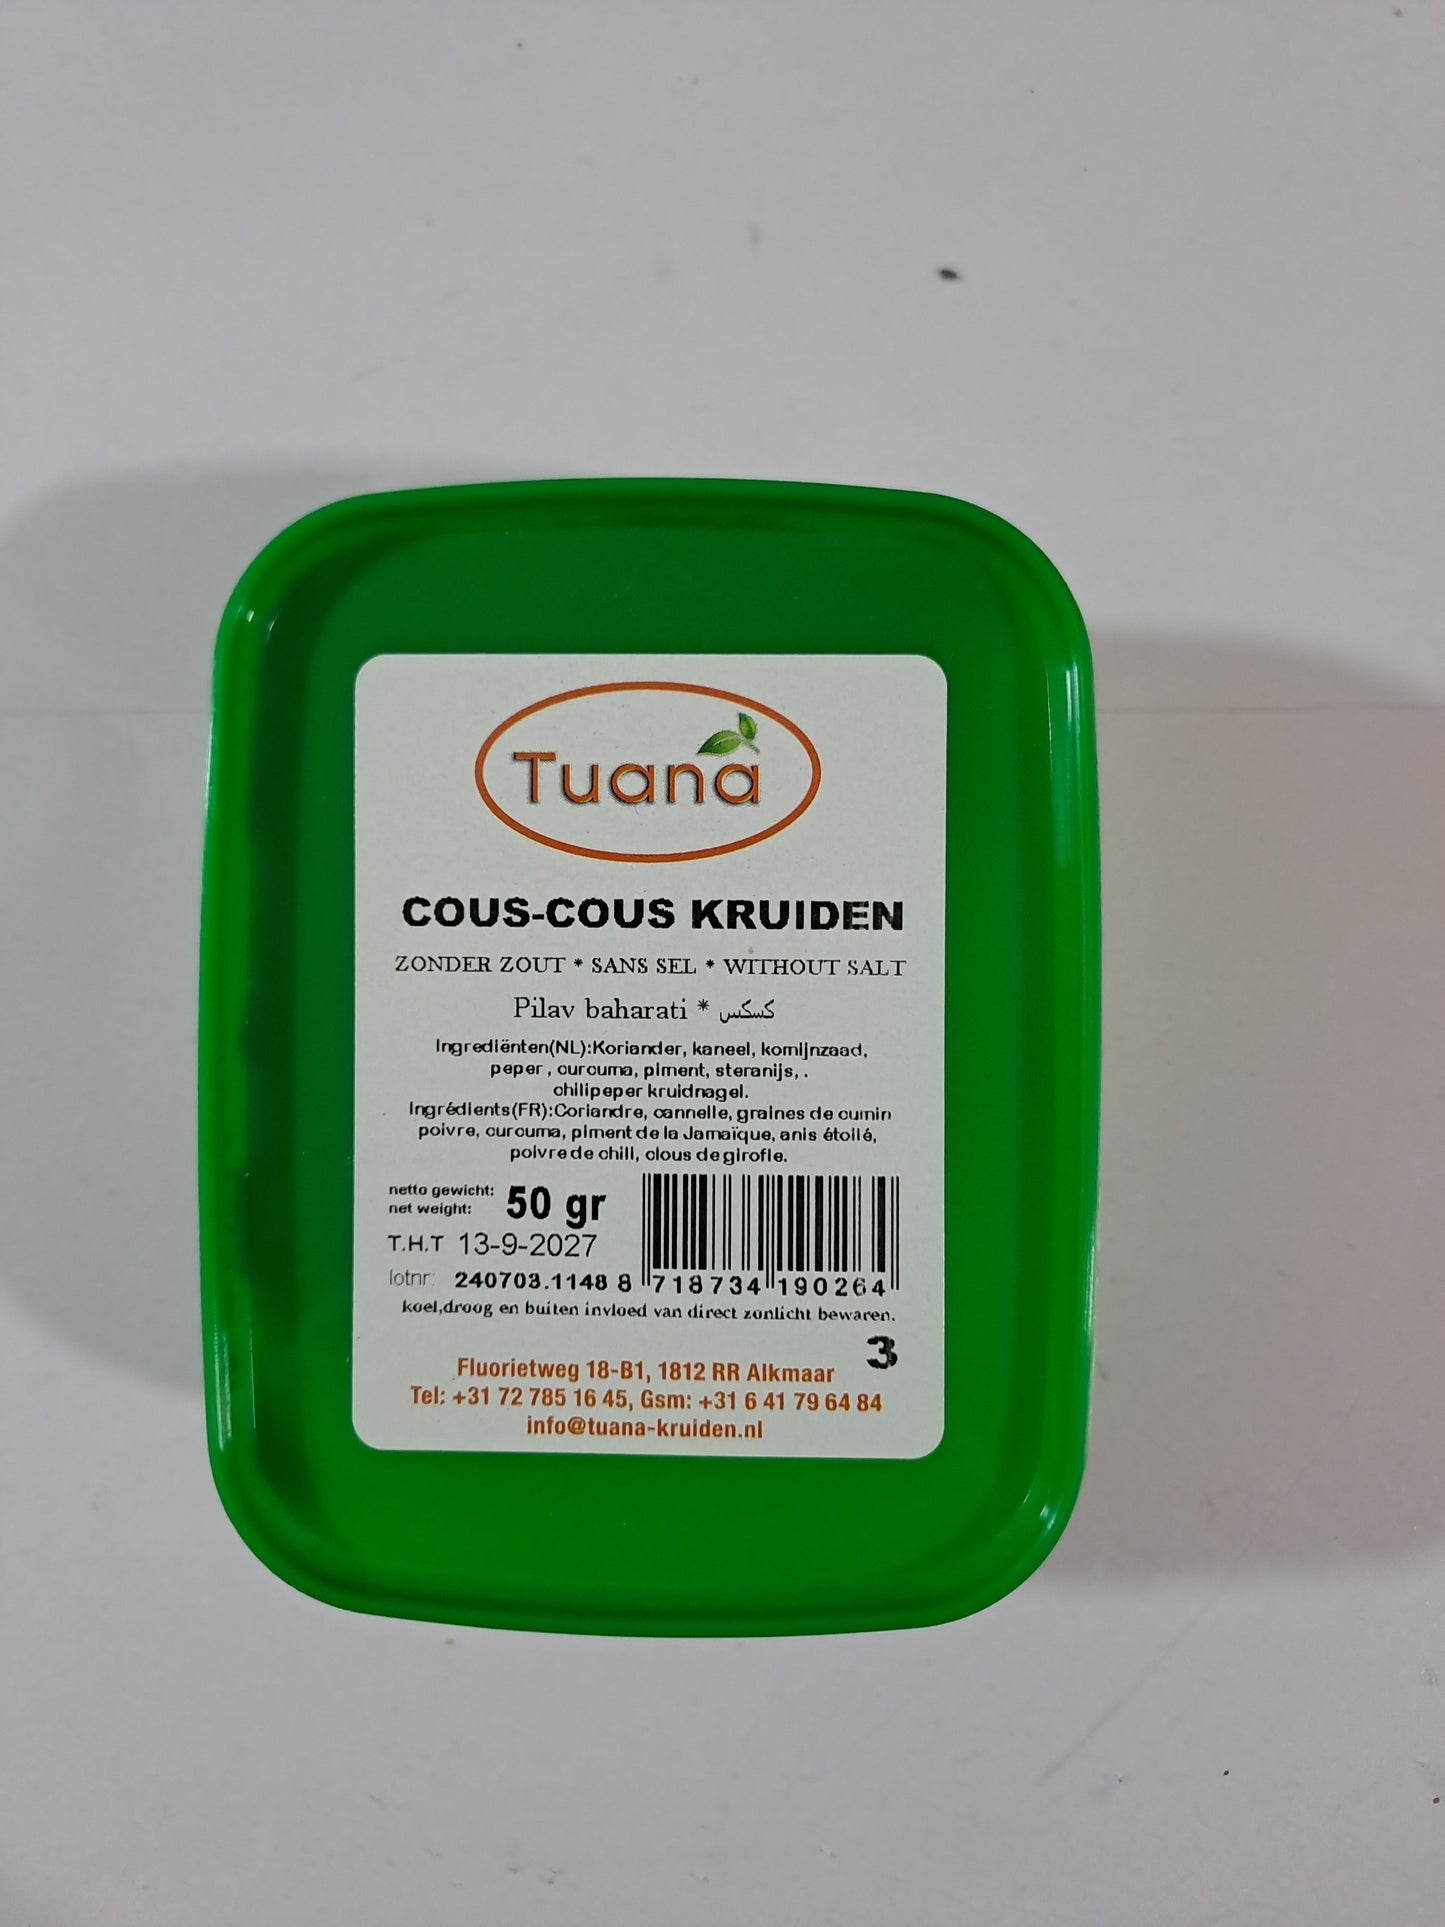 Tuana
COUS-COUS KRUIDEN
ZONDER ZOUT * SANS SEL * WITHOUT SALT
Pilav baharati * كسكس
Ingrediënten(NL):Koriander, kaneel, komijnzaad,
peper , curcuma, piment, steranijs, .
chilipeper kruidnagel.
Ingrédients(FR):Coriandre, cannelle, graines de cumin
poivre, curcuma, piment de la Jamaïque, anis étoilé,
poivre de chili, clous de girofle.
netto gewicht: 50 gr
net weight:
T.H.T 13-9-2027
lotnr: 240703.1148 8 718734 190264
koel,droog en buiten invloed van direct zonlicht bewaren.
3
Fluorietweg 18-B1, 1812 RR Alkmaar
Tel: +31 72 785 16 45, Gsm: +31 6 41 79 64 84
info@tuana-kruiden.nl